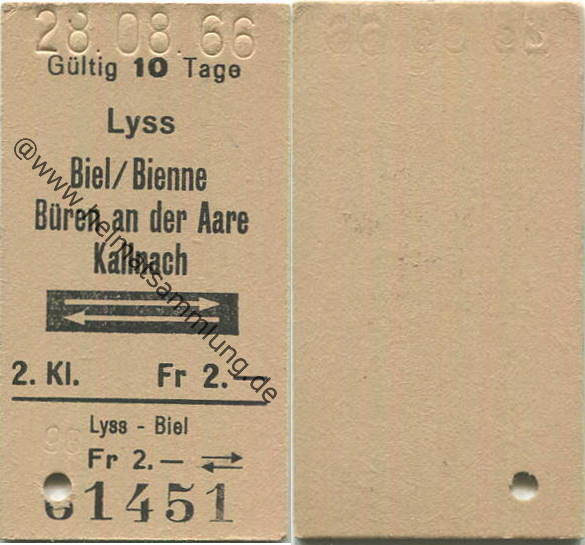 28.08.66
Gültig 10 Tage
Lyss
Biel/Bienne
Büren an der Aare
Kallnach
2. Kl. Fr 2.—
Lyss - Biel
Fr 2.—
01451
@www.heimatsammlung.de